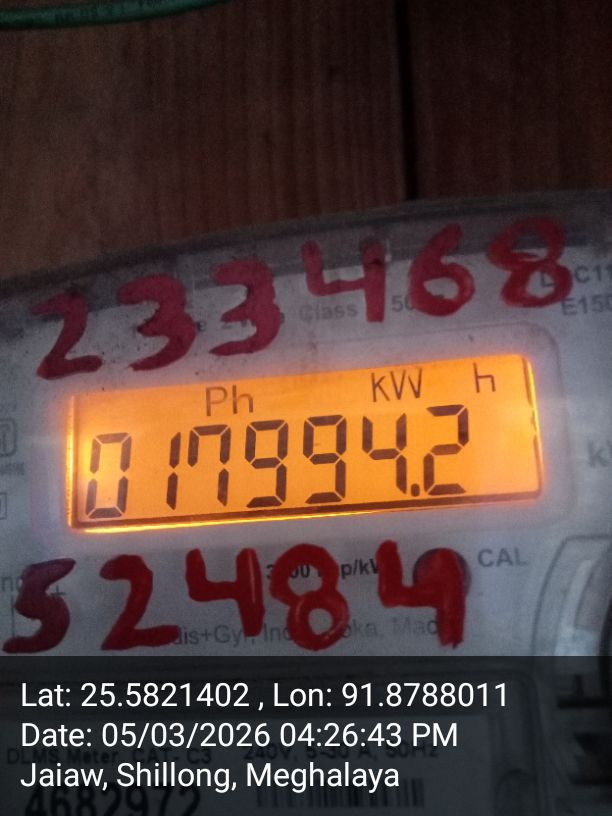 233468
Class
Ph kW h
017994.2
CAL
52484
Lat: 25.5821402 , Lon: 91.8788011
Date: 05/03/2026 04:26:43 PM
Jaiaw, Shillong, Meghalaya
4682972